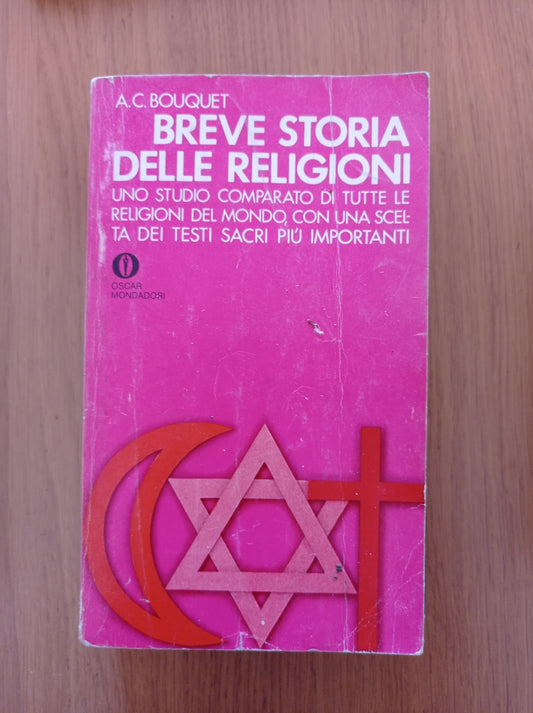 A.C. BOUQUET
BREVE STORIA
DELLE RELIGIONI
UNO STUDIO COMPARATO DI TUTTE LE
RELIGIONI DEL MONDO, CON UNA SCEL-
TA DEI TESTI SACRI PIÚ IMPORTANTI
OSCAR
MONDADORI